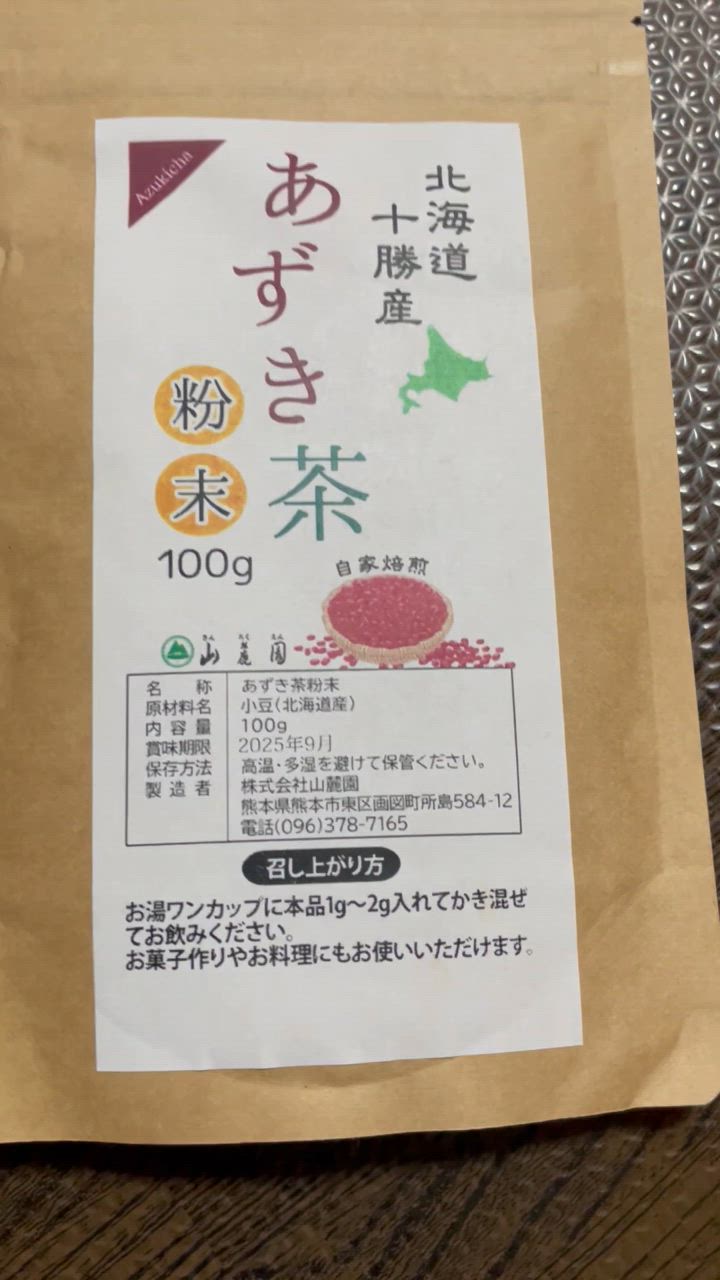 Azukicha
北海道
十勝産
あずき茶
粉末
100g
自家焙煎
さん ろく えん
山麓園
名称 あずき茶粉末
原材料名 小豆(北海道産)
内容量 100g
賞味期限 2025年9月
保存方法 高温・多湿を避けて保管ください。
製造者 株式会社山麓園
熊本県熊本市東区画図町所島584-12
電話(096)378-7165
召し上がり方
お湯ワンカップに本品1g～2g入れてかき混ぜ
てお飲みください。
お菓子作りやお料理にもお使いいただけます。